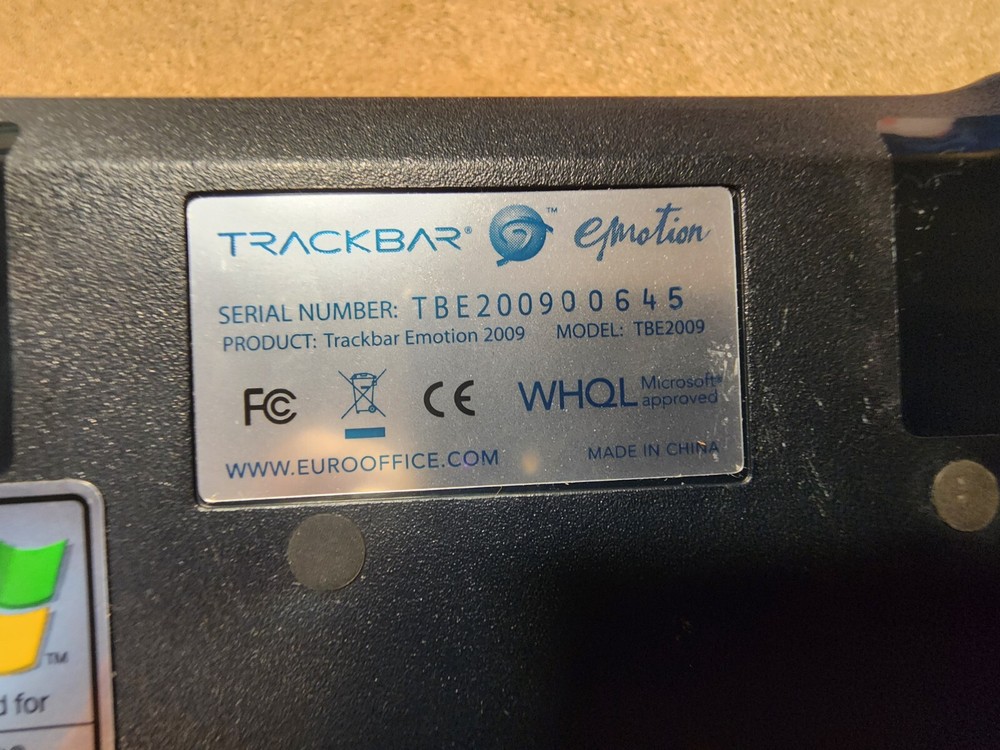 TRACKBAR® ™ emotion
SERIAL NUMBER: TBE200900645
PRODUCT: Trackbar Emotion 2009 MODEL: TBE2009
FC CE WHQL Microsoft® approved
WWW.EUROOFFICE.COM MADE IN CHINA
TM
d for